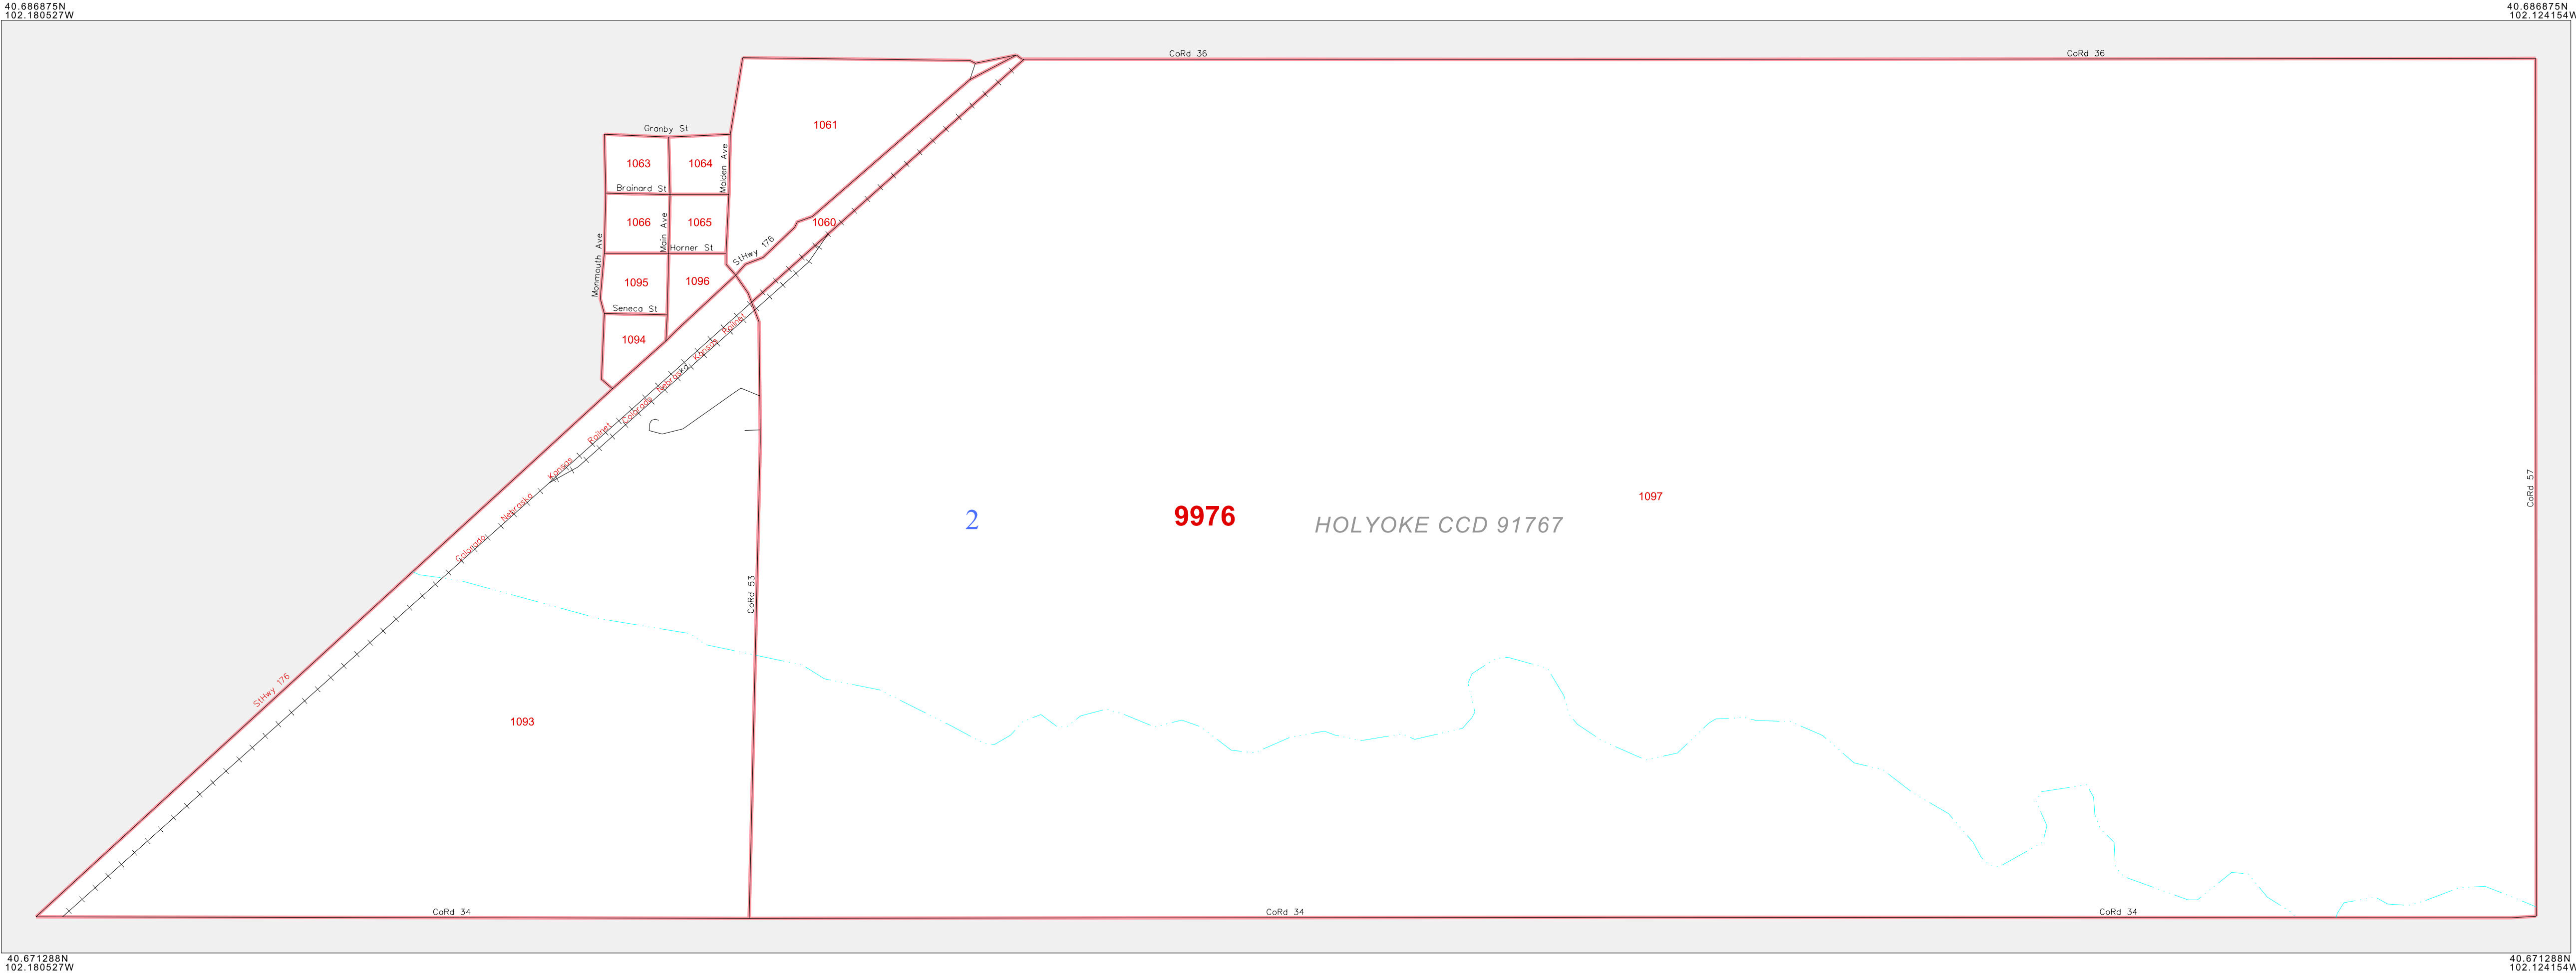 40.686875N
102.180527W
40.686875N
102.124154W
CoRd 36
CoRd 36
1061
Granby St
1063
1064
Malden Ave
Brainard St
1066
1065
1060
Main Ave
Horner St
StHwy 176
Monmouth Ave
1095
1096
Seneca St
1094
Colorado Nebraska Kansas Railnet
Colorado Nebraska Kansas Railnet
CoRd 57
1097
2
9976
HOLYOKE CCD 91767
CoRd 53
StHwy 176
1093
CoRd 34
CoRd 34
CoRd 34
40.671288N
102.180527W
40.671288N
102.124154W